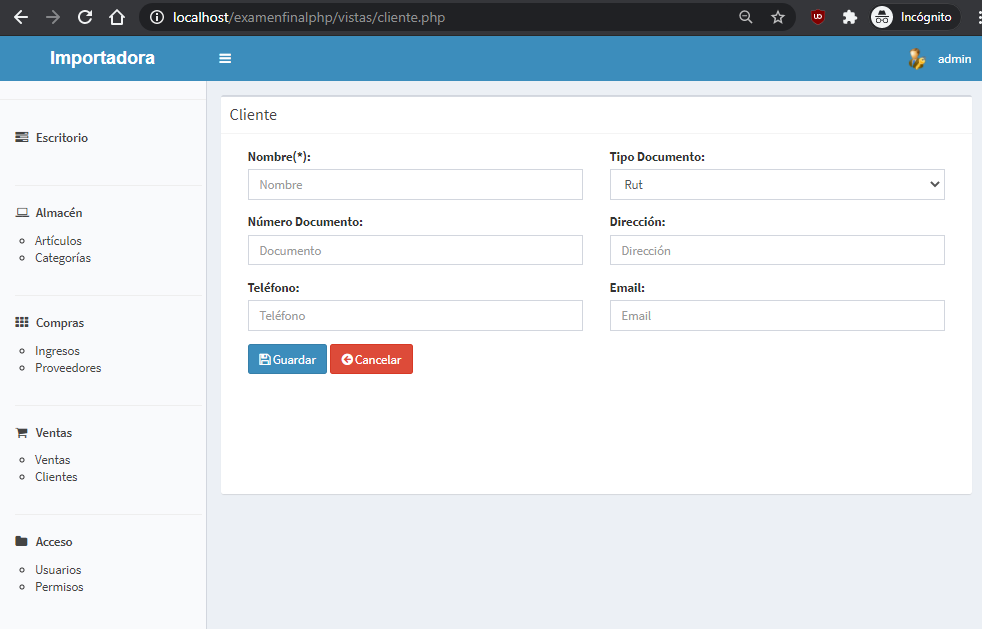 localhost/examenfinalphp/vistas/cliente.php
Incógnito
Importadora
admin
Escritorio
Almacén
Artículos
Categorías
Compras
Ingresos
Proveedores
Ventas
Ventas
Clientes
Acceso
Usuarios
Permisos
Cliente
Nombre(*):
Nombre
Tipo Documento:
Rut
Número Documento:
Documento
Dirección:
Dirección
Teléfono:
Teléfono
Email:
Email
Guardar
Cancelar